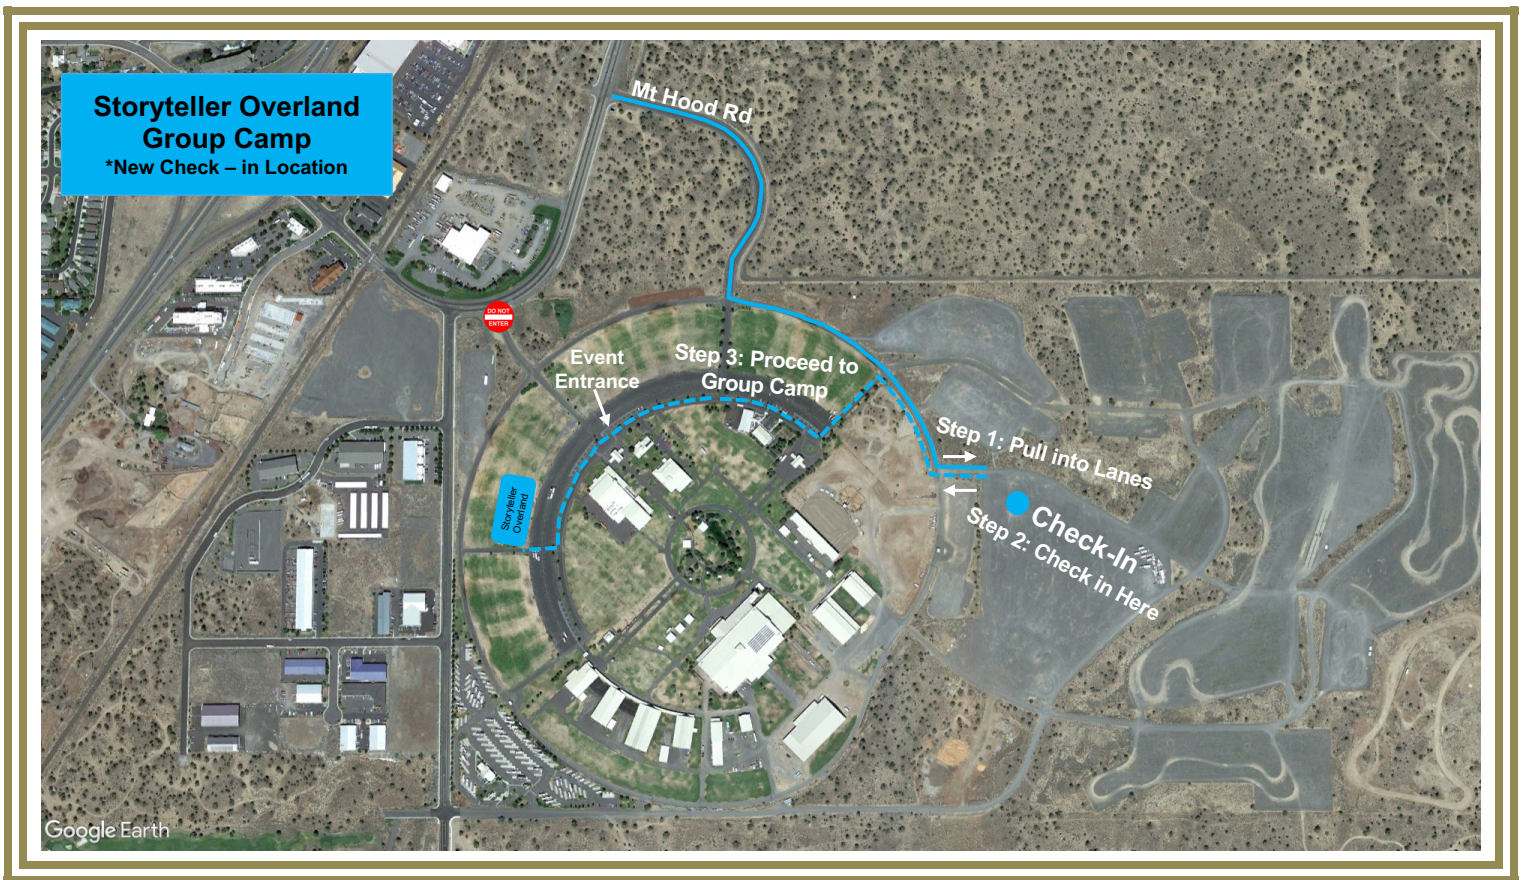 Storyteller Overland
Group Camp
*New Check – in Location
Mt Hood Rd
DO NOT
ENTER
Event
Entrance
Step 3: Proceed to
Group Camp
Step 1: Pull into Lanes
Check-In
Step 2: Check in Here
Storyteller
Overland
Google Earth